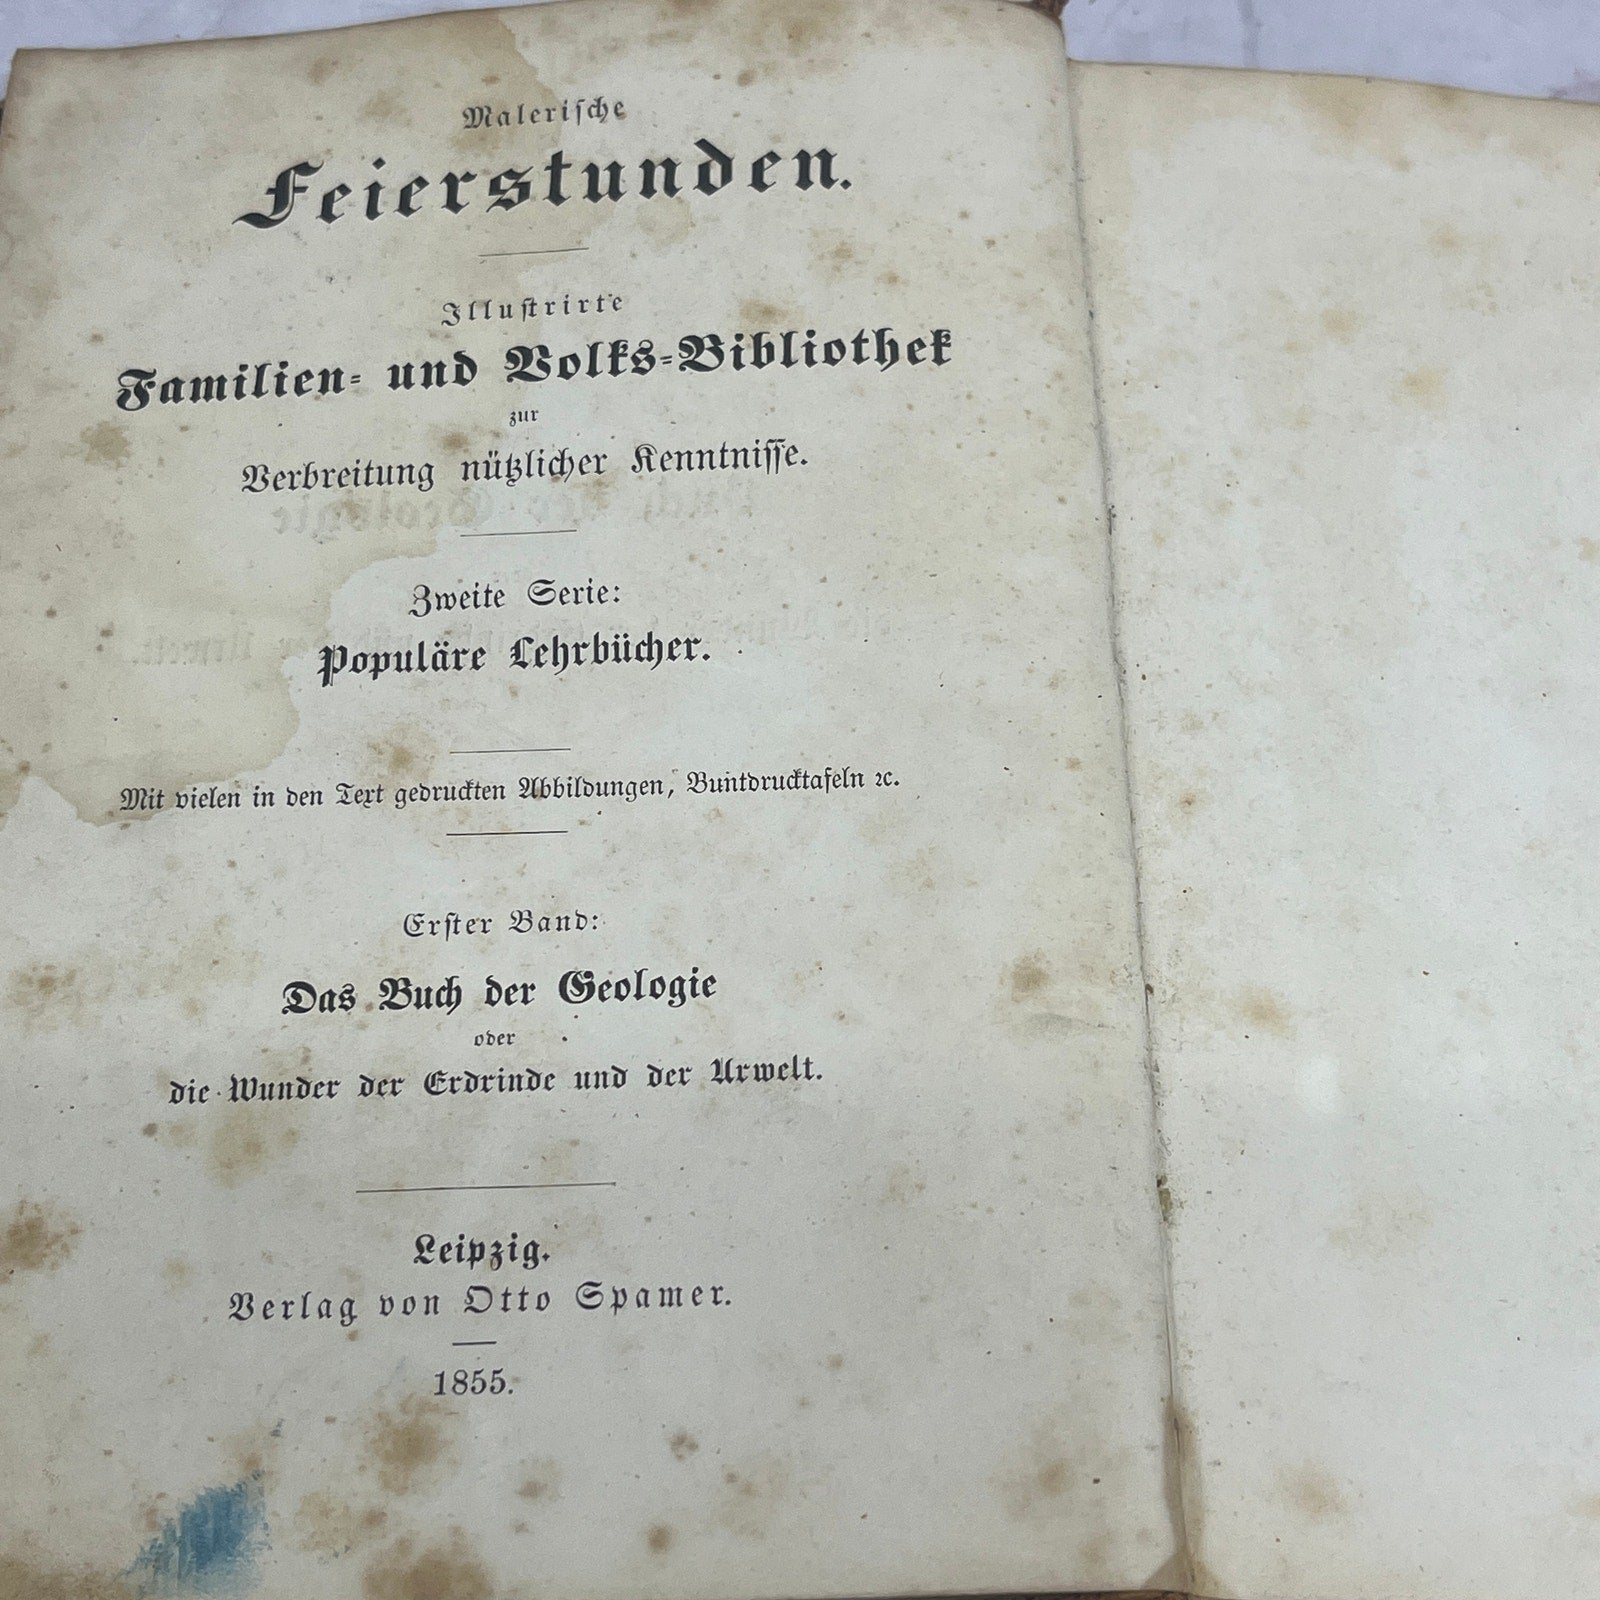 Malerische
Feierstunden.
Illustrirte
Familien- und Volks-Bibliothek
zur
Verbreitung nützlicher Kenntnisse.
Zweite Serie:
Populäre Lehrbücher.
Mit vielen in den Text gedruckten Abbildungen, Buntdrucktafeln ꝛc.
Erster Band:
Das Buch der Geologie
oder
die Wunder der Erdrinde und der Urwelt.
Leipzig.
Verlag von Otto Spamer.
1855.